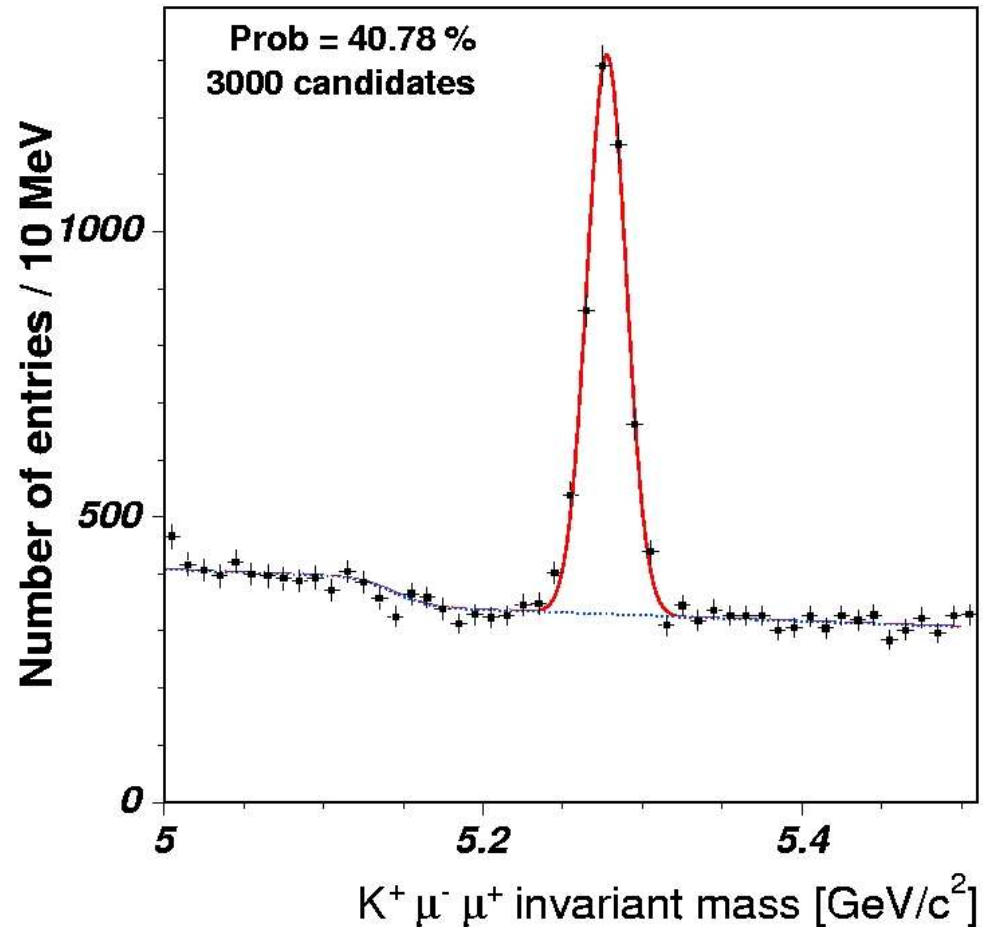 Prob = 40.78 %
3000 candidates
Number of entries / 10 MeV
1000
500
0
5
5.2
5.4
K⁺ μ⁻ μ⁺ invariant mass [GeV/c²]